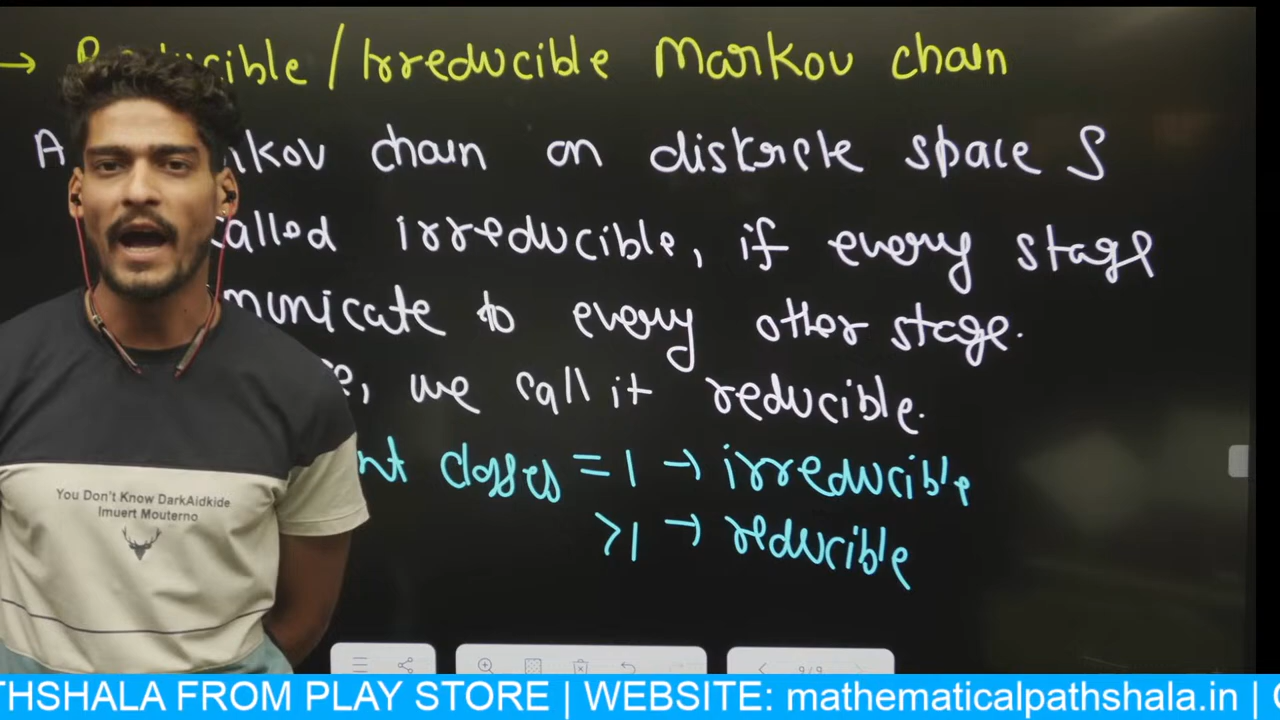 → Reducible / Irreducible Markov chain
A Markov chain on discrete space S
called irreducible, if every stage
communicate to every other stage.
we call it reducible.
classes = 1 → irreducible
>1 → reducible
You Don't Know DarkAidkide
Imuert Mouterno
9/9
THSHALA FROM PLAY STORE | WEBSITE: mathematicalpathshala.in |